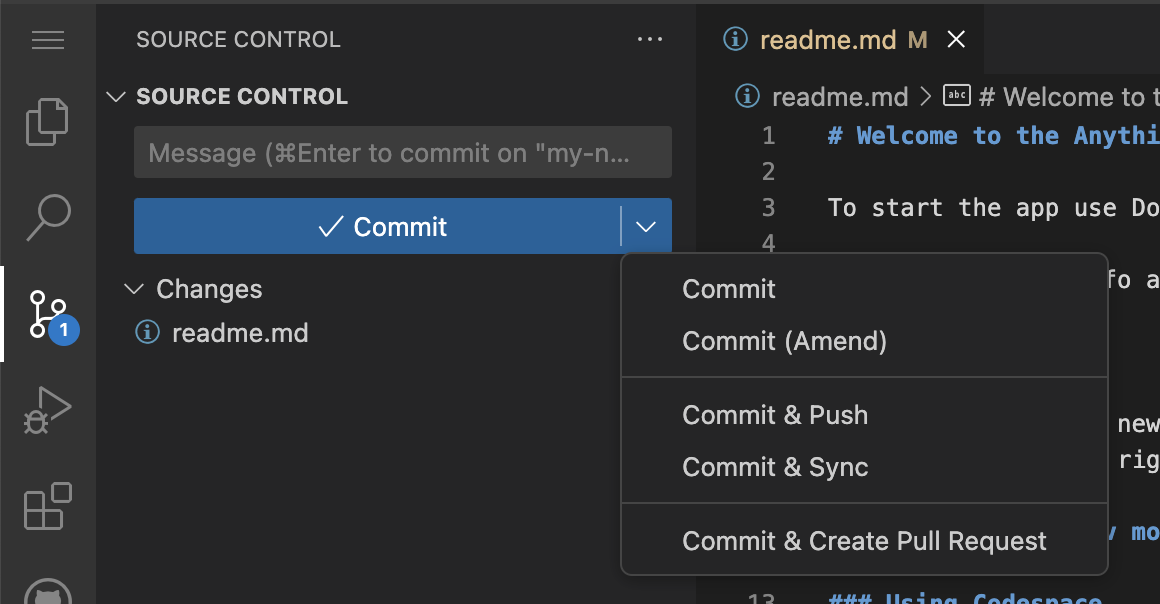 SOURCE CONTROL ···
SOURCE CONTROL
Message (⌘Enter to commit on "my-n...
Commit
Changes
readme.md
1
Commit
Commit (Amend)
Commit & Push
Commit & Sync
Commit & Create Pull Request
readme.md M
readme.md > abc # Welcome to t
1 # Welcome to the Anythi
2
3 To start the app use Do
4
fo a
new
rig
mo
13 ### Using Codespace